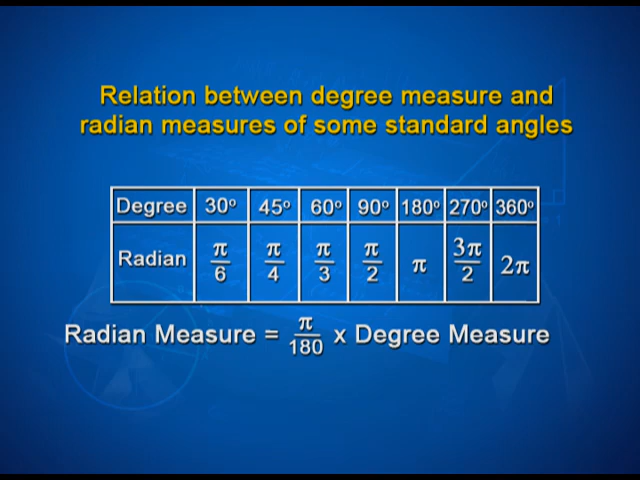 Relation between degree measure and
radian measures of some standard angles
Degree 30° 45° 60° 90° 180° 270° 360°
Radian π/6 π/4 π/3 π/2 π 3π/2 2π
Radian Measure = π/180 x Degree Measure